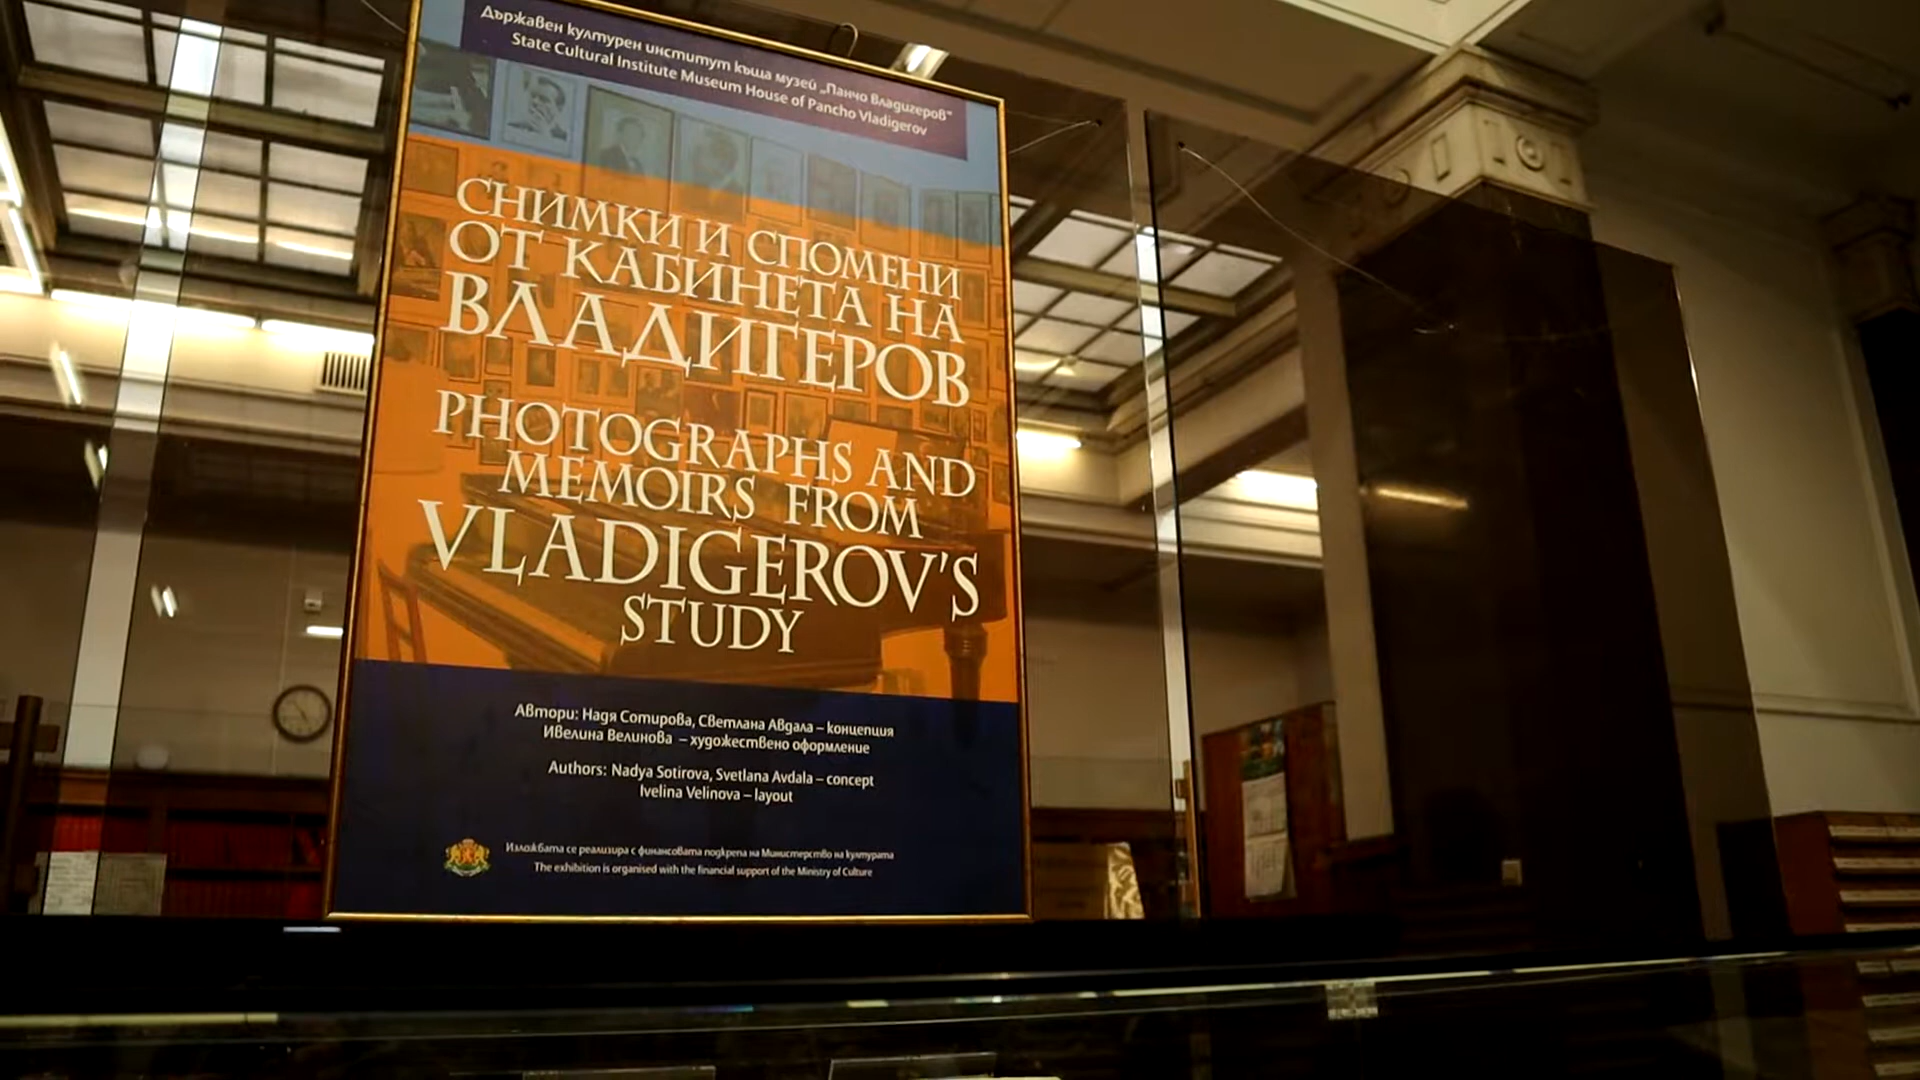 Държавен културен институт къща музей „Панчо Владигеров"
State Cultural Institute Museum House of Pancho Vladigerov
СНИМКИ И СПОМЕНИ
ОТ КАБИНЕТА НА
ВЛАДИГЕРОВ
PHOTOGRAPHS AND
MEMOIRS FROM
VLADIGEROV'S
STUDY
Автори: Надя Сотирова, Светлана Авдала – концепция
Ивелина Велинова – художествено оформление
Authors: Nadya Sotirova, Svetlana Avdala – concept
Ivelina Velinova – layout
Изложбата се реализира с финансовата подкрепа на Министерство на културата
The exhibition is organised with the financial support of the Ministry of Culture